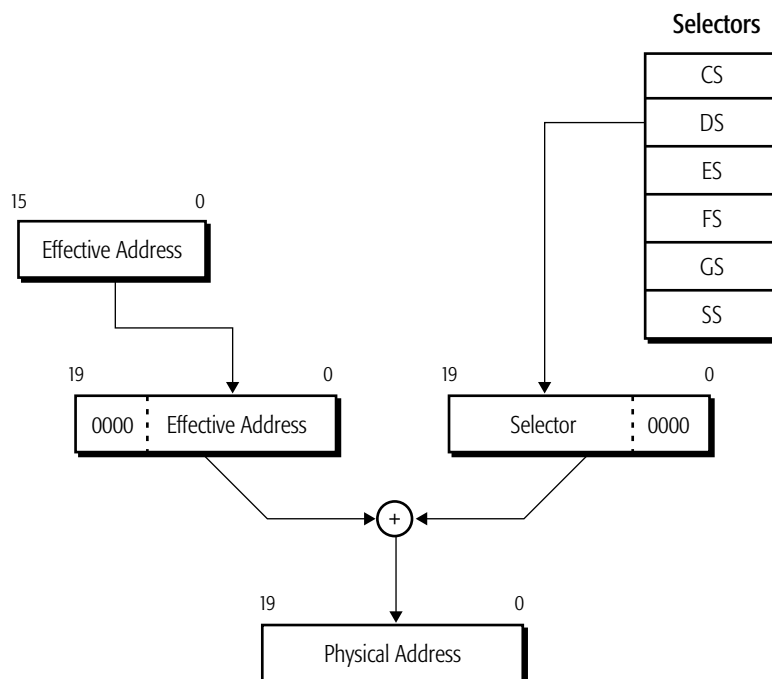 Selectors
CS
DS
ES
FS
GS
SS
15 0
Effective Address
19 0
0000 Effective Address
19 0
Selector 0000
+
19 0
Physical Address